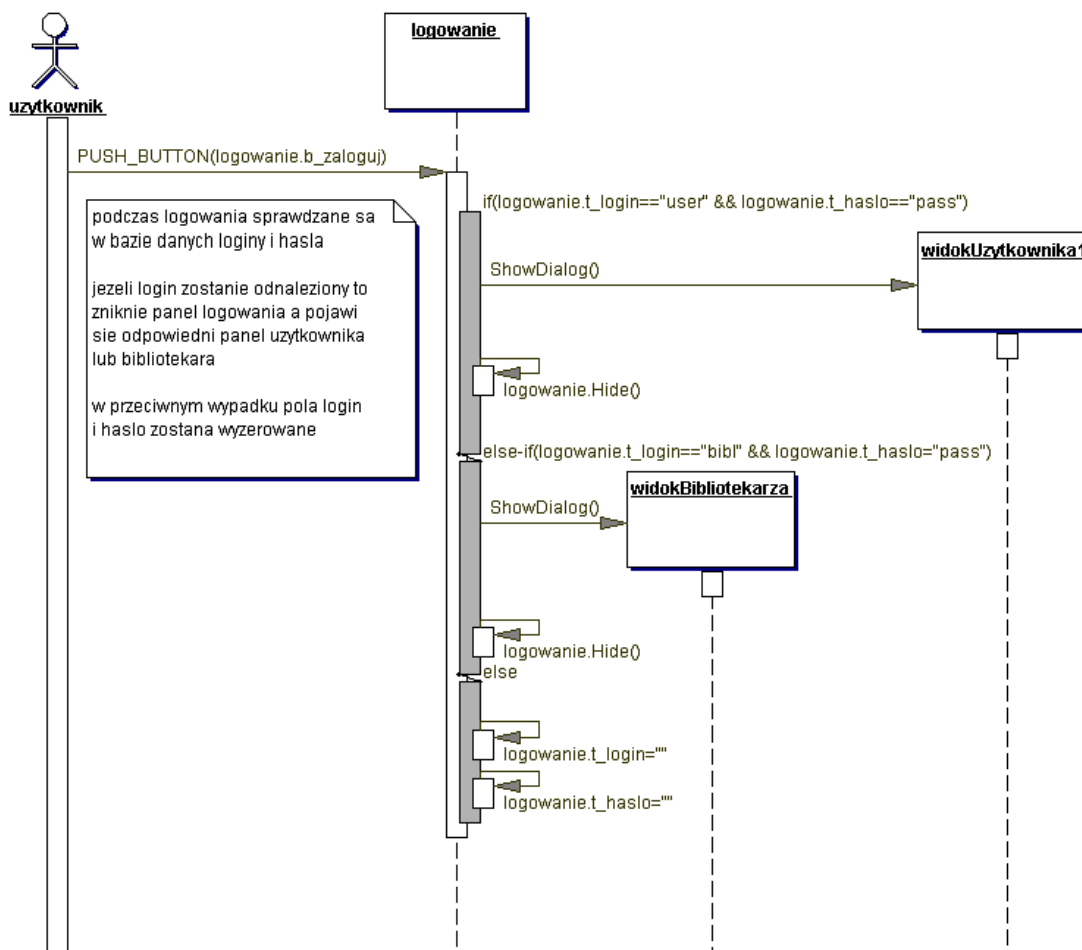 logowanie
uzytkownik
PUSH_BUTTON(logowanie.b_zaloguj)
podczas logowania sprawdzane sa
w bazie danych loginy i hasla
jezeli login zostanie odnaleziony to
zniknie panel logowania a pojawi
sie odpowiedni panel uzytkownika
lub bibliotekara
w przeciwnym wypadku pola login
i haslo zostana wyzerowane
if(logowanie.t_login=="user" && logowanie.t_haslo=="pass")
widokUzytkownika1
ShowDialog()
logowanie.Hide()
else-if(logowanie.t_login=="bibl" && logowanie.t_haslo="pass")
widokBibliotekarza
ShowDialog()
logowanie.Hide()
else
logowanie.t_login=""
logowanie.t_haslo=""